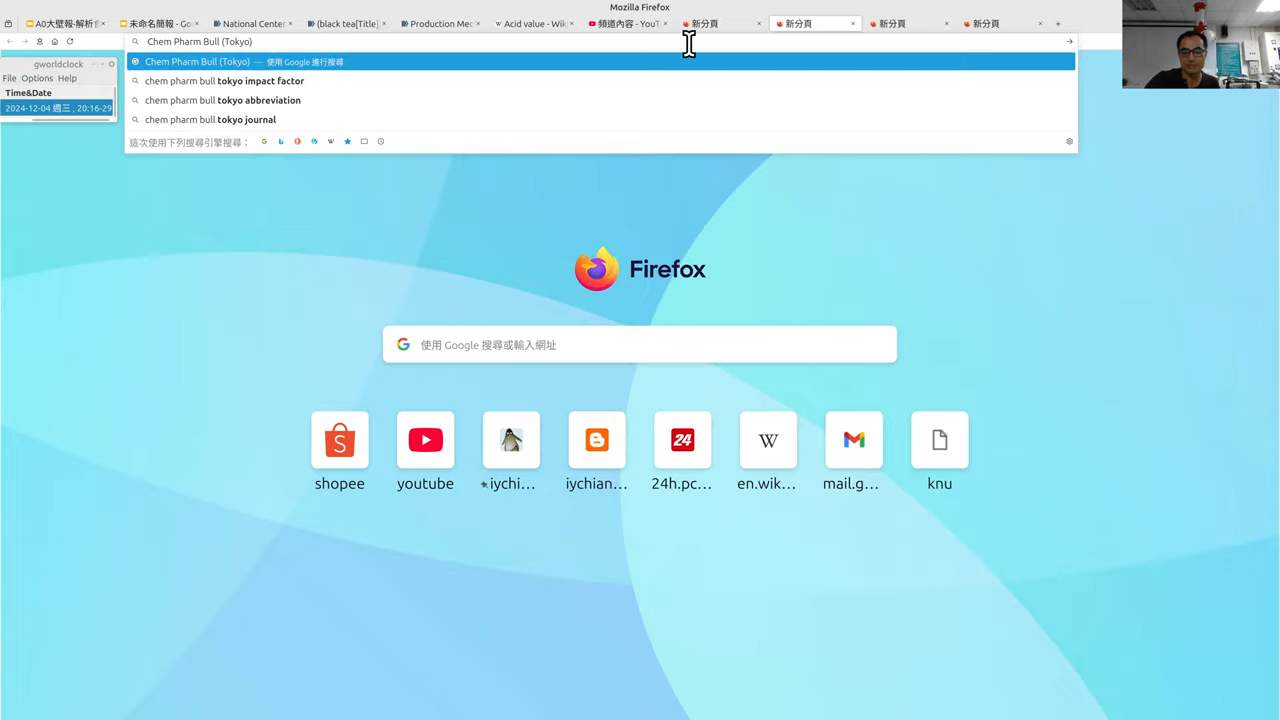 Mozilla Firefox
A0大壁報-解析
未命名簡報 - Go
National Center
(black tea[Title]
Production Mec
Acid value - Wiki
頻道內容 - YouT
新分頁
新分頁
新分頁
新分頁
Chem Pharm Bull (Tokyo)
gworldclock
File Options Help
Time&Date
2024-12-04 週三 , 20:16-29
Chem Pharm Bull (Tokyo) — 使用 Google 進行搜尋
chem pharm bull tokyo impact factor
chem pharm bull tokyo abbreviation
chem pharm bull tokyo journal
這次使用下列搜尋引擎搜尋：
Firefox
使用 Google 搜尋或輸入網址
24
W
shopee
youtube
iychi...
iychian...
24h.pc...
en.wik...
mail.g...
knu